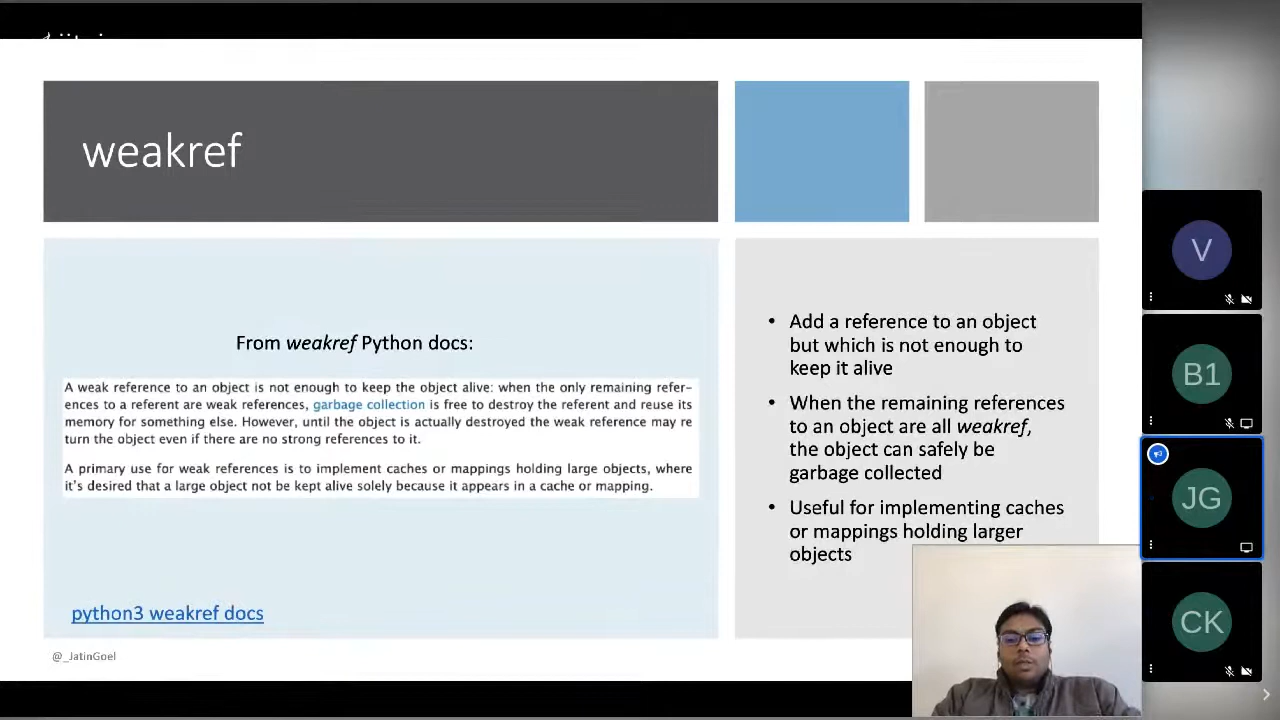 weakref
From weakref Python docs:
A weak reference to an object is not enough to keep the object alive: when the only remaining refer-
ences to a referent are weak references, garbage collection is free to destroy the referent and reuse its
memory for something else. However, until the object is actually destroyed the weak reference may re
turn the object even if there are no strong references to it.
A primary use for weak references is to implement caches or mappings holding large objects, where
it's desired that a large object not be kept alive solely because it appears in a cache or mapping.
python3 weakref docs
@_JatinGoel
• Add a reference to an object
but which is not enough to
keep it alive
• When the remaining references
to an object are all weakref,
the object can safely be
garbage collected
• Useful for implementing caches
or mappings holding larger
objects
V
B1
JG
CK